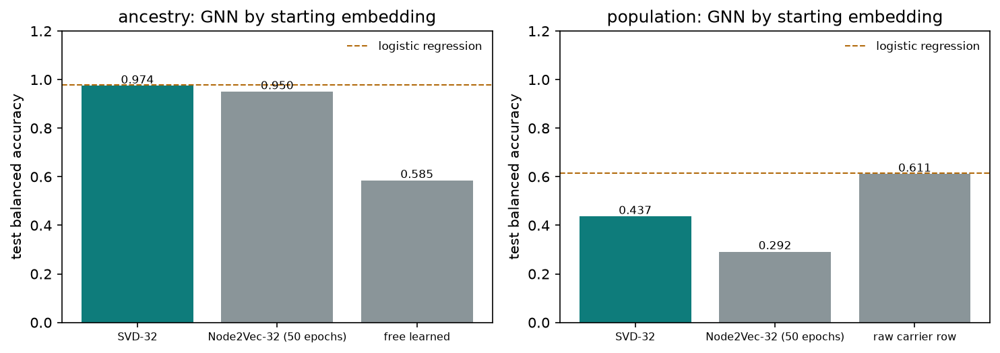 ancestry: GNN by starting embedding
test balanced accuracy
1.2
1.0
0.8
0.6
0.4
0.2
0.0
logistic regression
0.974
0.950
0.585
SVD-32
Node2Vec-32 (50 epochs)
free learned
population: GNN by starting embedding
test balanced accuracy
1.2
1.0
0.8
0.6
0.4
0.2
0.0
logistic regression
0.437
0.292
0.611
SVD-32
Node2Vec-32 (50 epochs)
raw carrier row